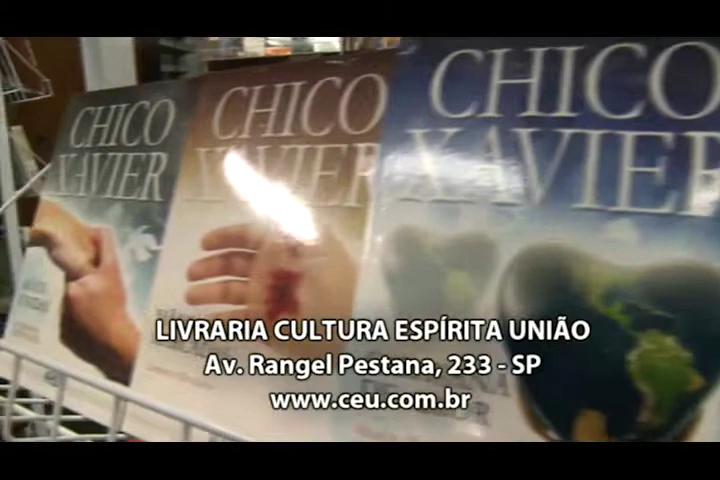 CHICO
XAVIER
CHICO
XAVIER
CHICO
XAVIER
LIVRARIA CULTURA ESPÍRITA UNIÃO
Av. Rangel Pestana, 233 - SP
www.ceu.com.br